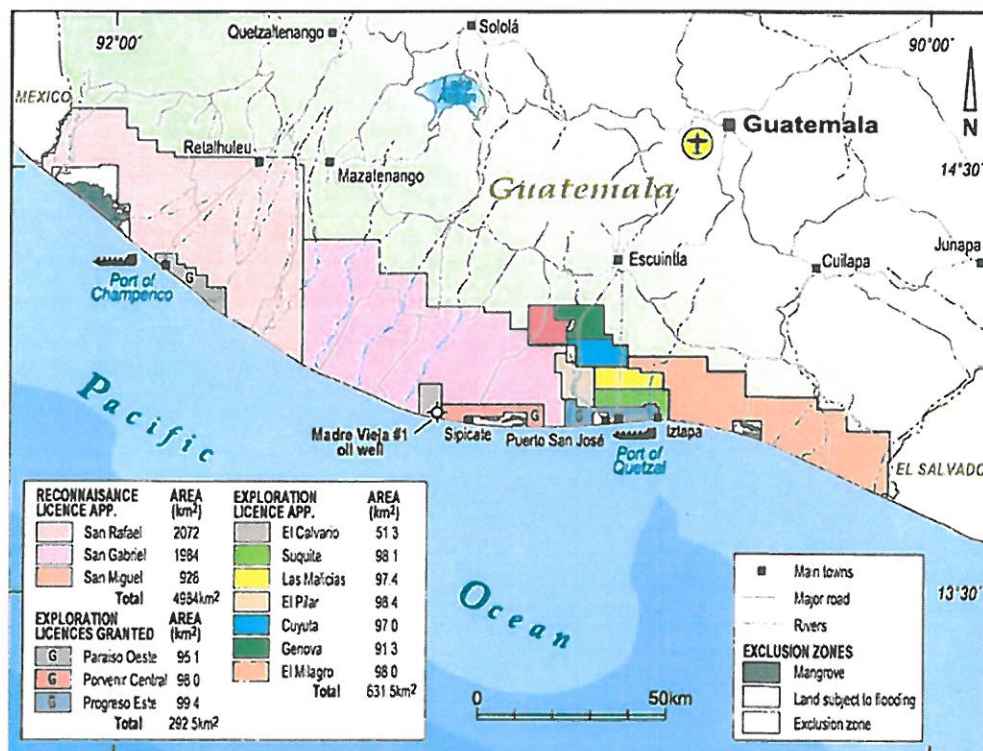 92°00'
Quetzaltenango
Sololá
90°00'
MEXICO
N
Guatemala
Retalhuleu
Mazatenango
14°30'
Guatemala
Escuintla
Cuilapa
Junapa
G
Port of
Champerico
Pacific
Madre Vieja #1
oil well
Sipicate
G
Puerto San José
G
Iztapa
Port of
Quetzal
EL SALVADO
Ocean
RECONNAISANCE
LICENCE APP.
AREA
(km²)
San Rafael 2072
San Gabriel 1984
San Miguel 928
Total 4984km²
EXPLORATION
LICENCES GRANTED
AREA
(km²)
G Paraiso Oeste 95.1
G Porvenir Central 98.0
G Progreso Este 99.4
Total 292.5km²
EXPLORATION
LICENCE APP.
AREA
(km²)
El Calvario 51.3
Suquite 98.1
Las Malicias 97.4
El Pilar 98.4
Cuyuta 97.0
Genova 91.3
El Milagro 98.0
Total 631.5km²
0 50km
Main towns
Major road
Rivers
EXCLUSION ZONES
Mangrove
Land subject to flooding
Exclusion zone
13°30'